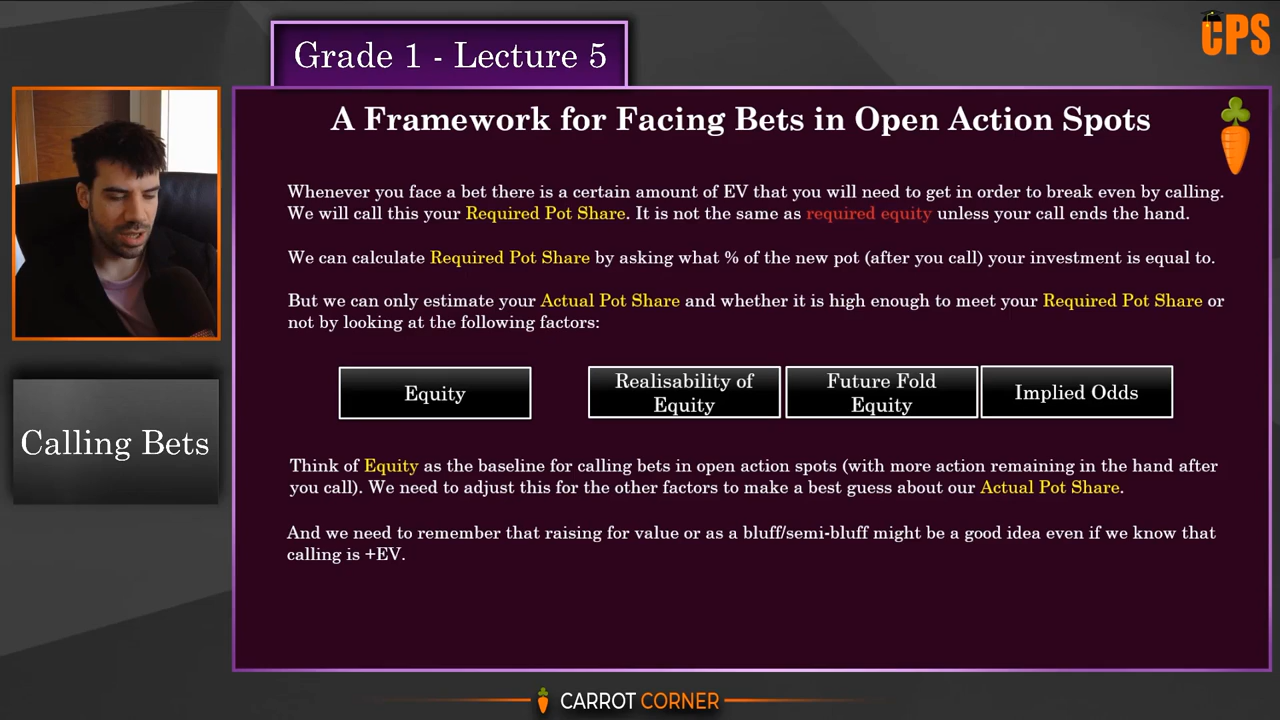 CPS
Grade 1 - Lecture 5
A Framework for Facing Bets in Open Action Spots
Whenever you face a bet there is a certain amount of EV that you will need to get in order to break even by calling.
We will call this your Required Pot Share. It is not the same as required equity unless your call ends the hand.
We can calculate Required Pot Share by asking what % of the new pot (after you call) your investment is equal to.
But we can only estimate your Actual Pot Share and whether it is high enough to meet your Required Pot Share or
not by looking at the following factors:
Equity
Realisability of
Equity
Future Fold
Equity
Implied Odds
Calling Bets
Think of Equity as the baseline for calling bets in open action spots (with more action remaining in the hand after
you call). We need to adjust this for the other factors to make a best guess about our Actual Pot Share.
And we need to remember that raising for value or as a bluff/semi-bluff might be a good idea even if we know that
calling is +EV.
CARROT CORNER